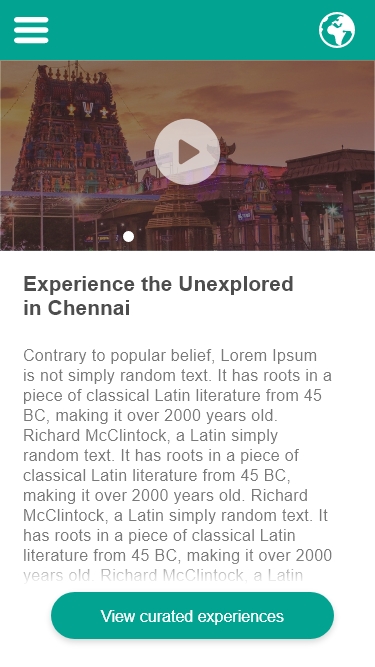 Experience the Unexplored
in Chennai
Contrary to popular belief, Lorem Ipsum
is not simply random text. It has roots in a
piece of classical Latin literature from 45
BC, making it over 2000 years old.
Richard McClintock, a Latin simply
random text. It has roots in a piece of
classical Latin literature from 45 BC,
making it over 2000 years old. Richard
McClintock, a Latin simply random text. It
has roots in a piece of classical Latin
literature from 45 BC, making it over 2000
years old. Richard McClintock, a Latin
View curated experiences